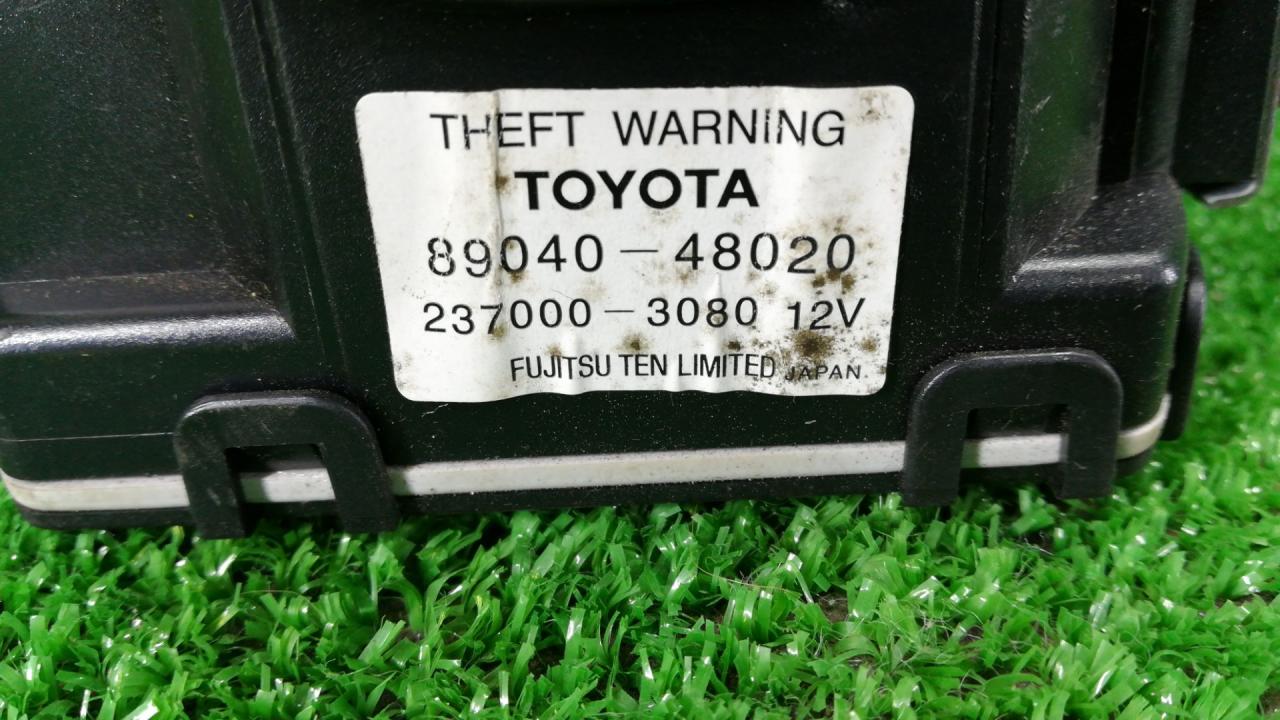 THEFT WARNING
TOYOTA
89040-48020
237000-3080 12V
FUJITSU TEN LIMITED JAPAN